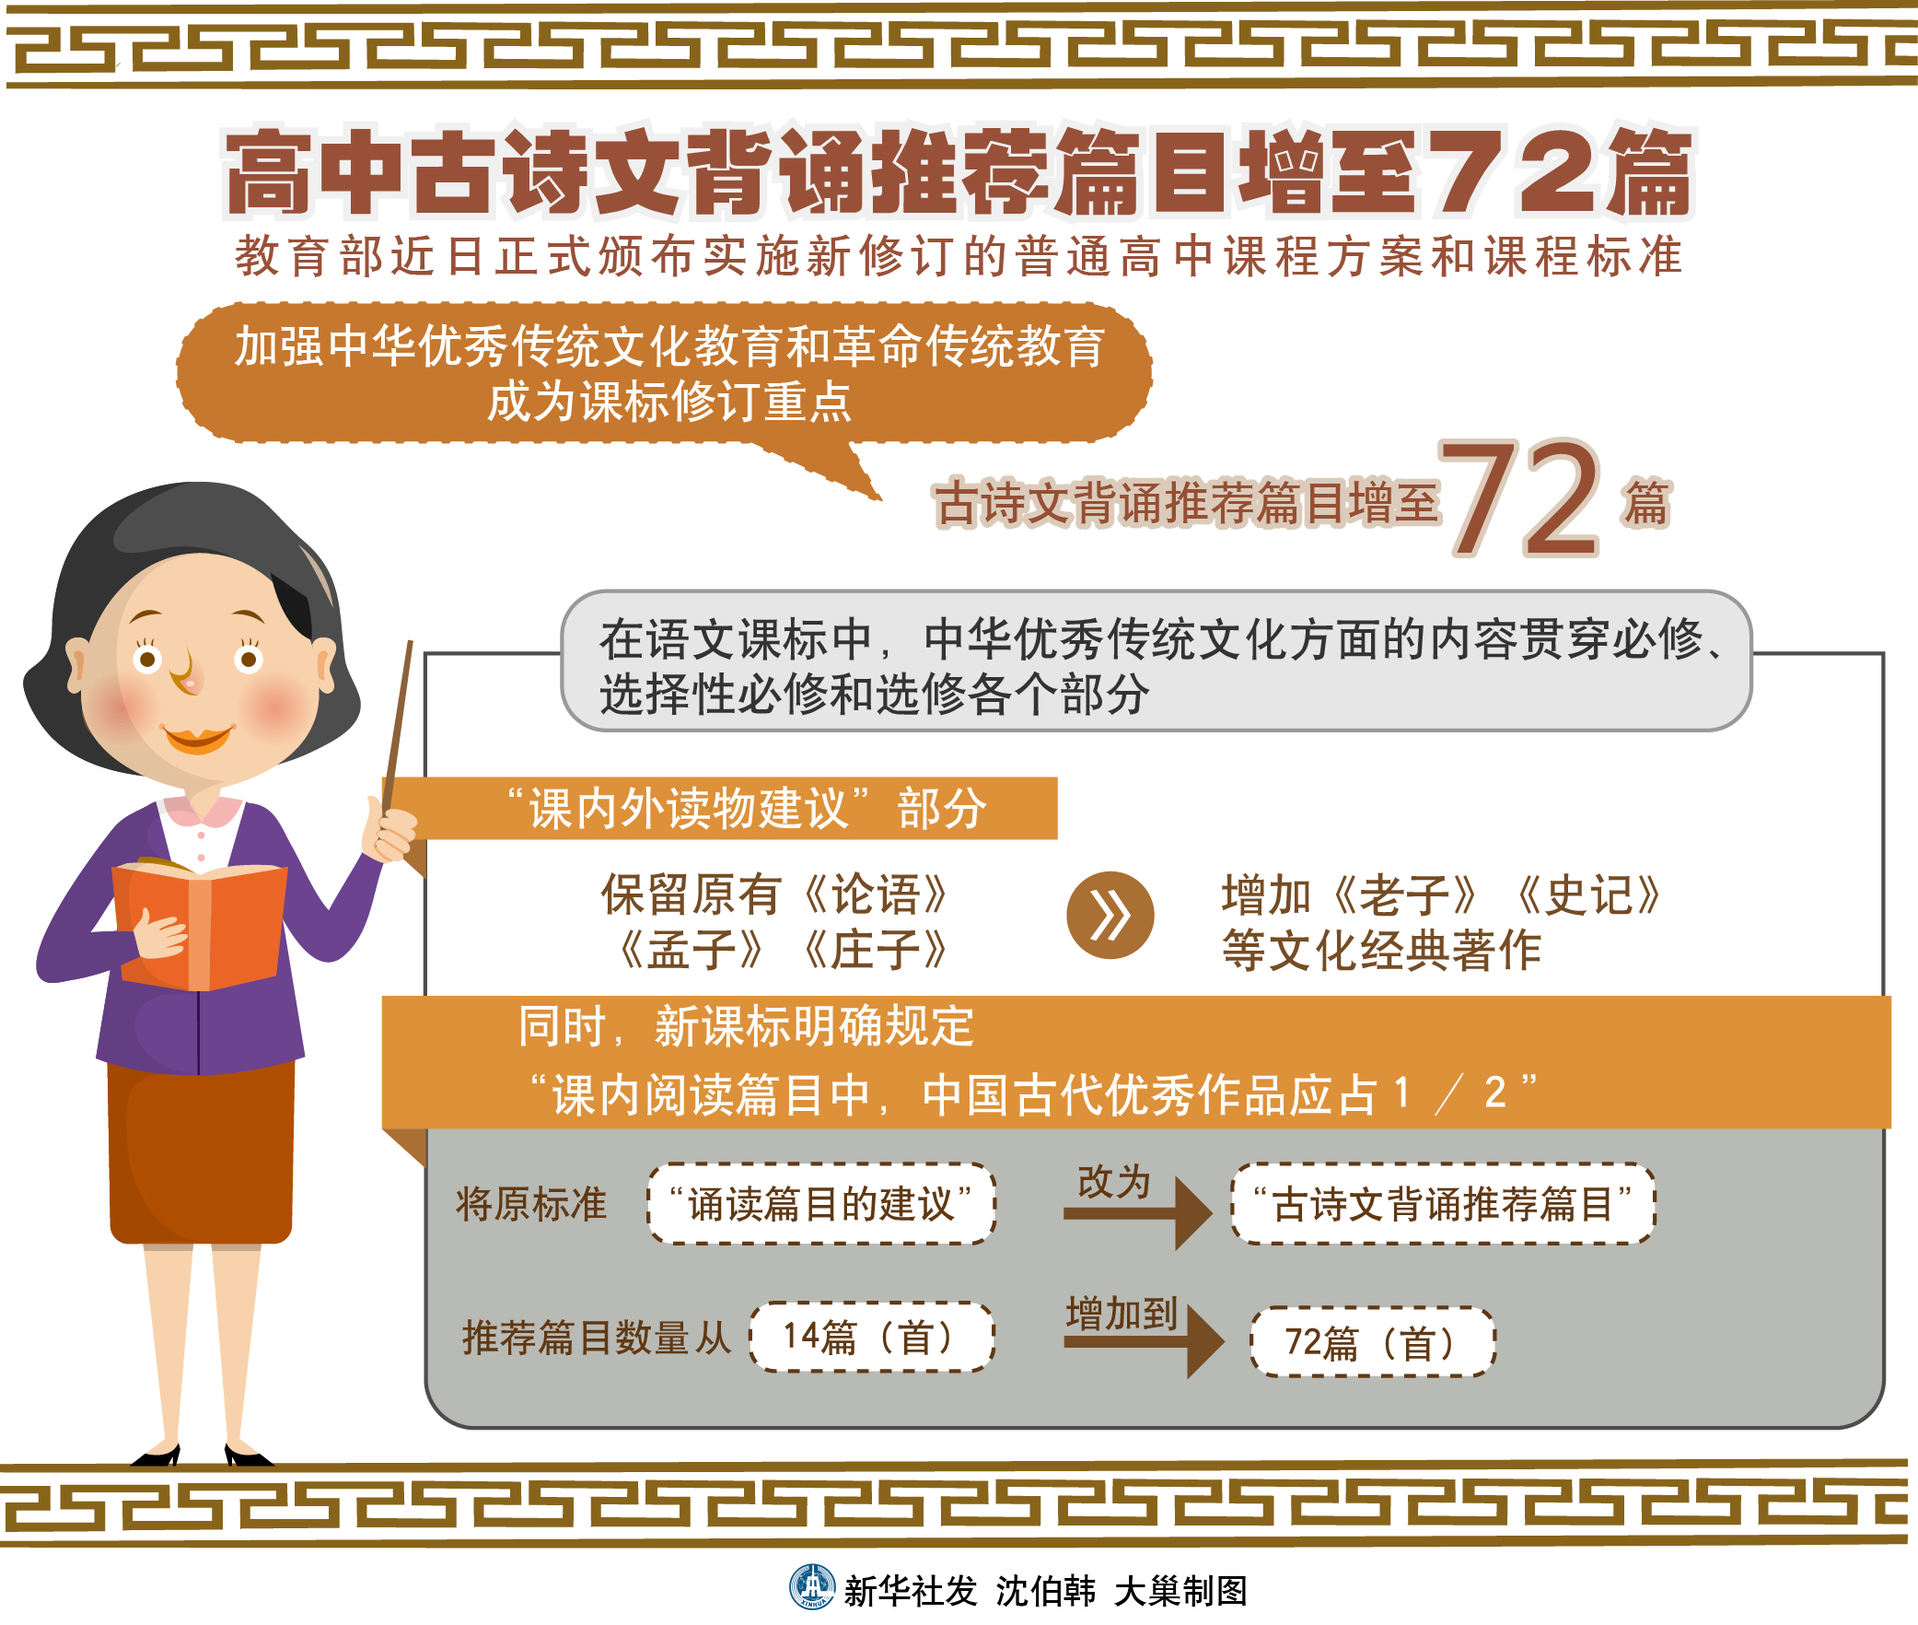 高中古诗文背诵推荐篇目增至72篇
教育部近日正式颁布实施新修订的普通高中课程方案和课程标准
加强中华优秀传统文化教育和革命传统教育
成为课标修订重点
古诗文背诵推荐篇目增至72篇
在语文课标中，中华优秀传统文化方面的内容贯穿必修、
选择性必修和选修各个部分
“课内外读物建议”部分
保留原有《论语》
《孟子》《庄子》
增加《老子》《史记》
等文化经典著作
同时，新课标明确规定
“课内阅读篇目中，中国古代优秀作品应占1／2”
将原标准
“诵读篇目的建议”
改为
“古诗文背诵推荐篇目”
推荐篇目数量从
14篇（首）
增加到
72篇（首）
XINHUA
新华社发 沈伯韩 大巢制图